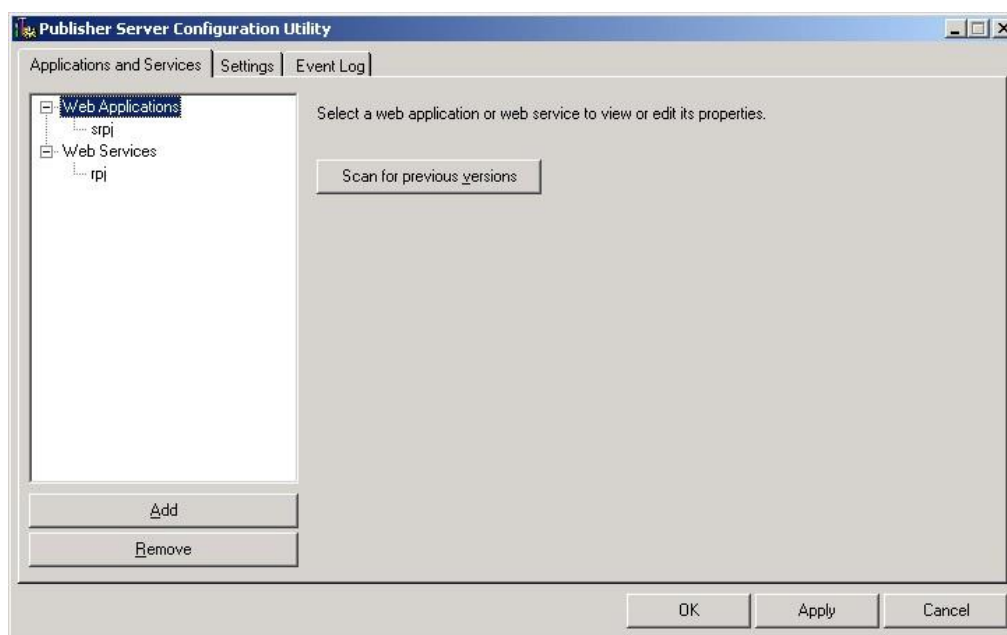 Publisher Server Configuration Utility
Applications and Services Settings Event Log
Web Applications
srpj
Web Services
rpj
Select a web application or web service to view or edit its properties.
Scan for previous versions
Add
Remove
OK Apply Cancel